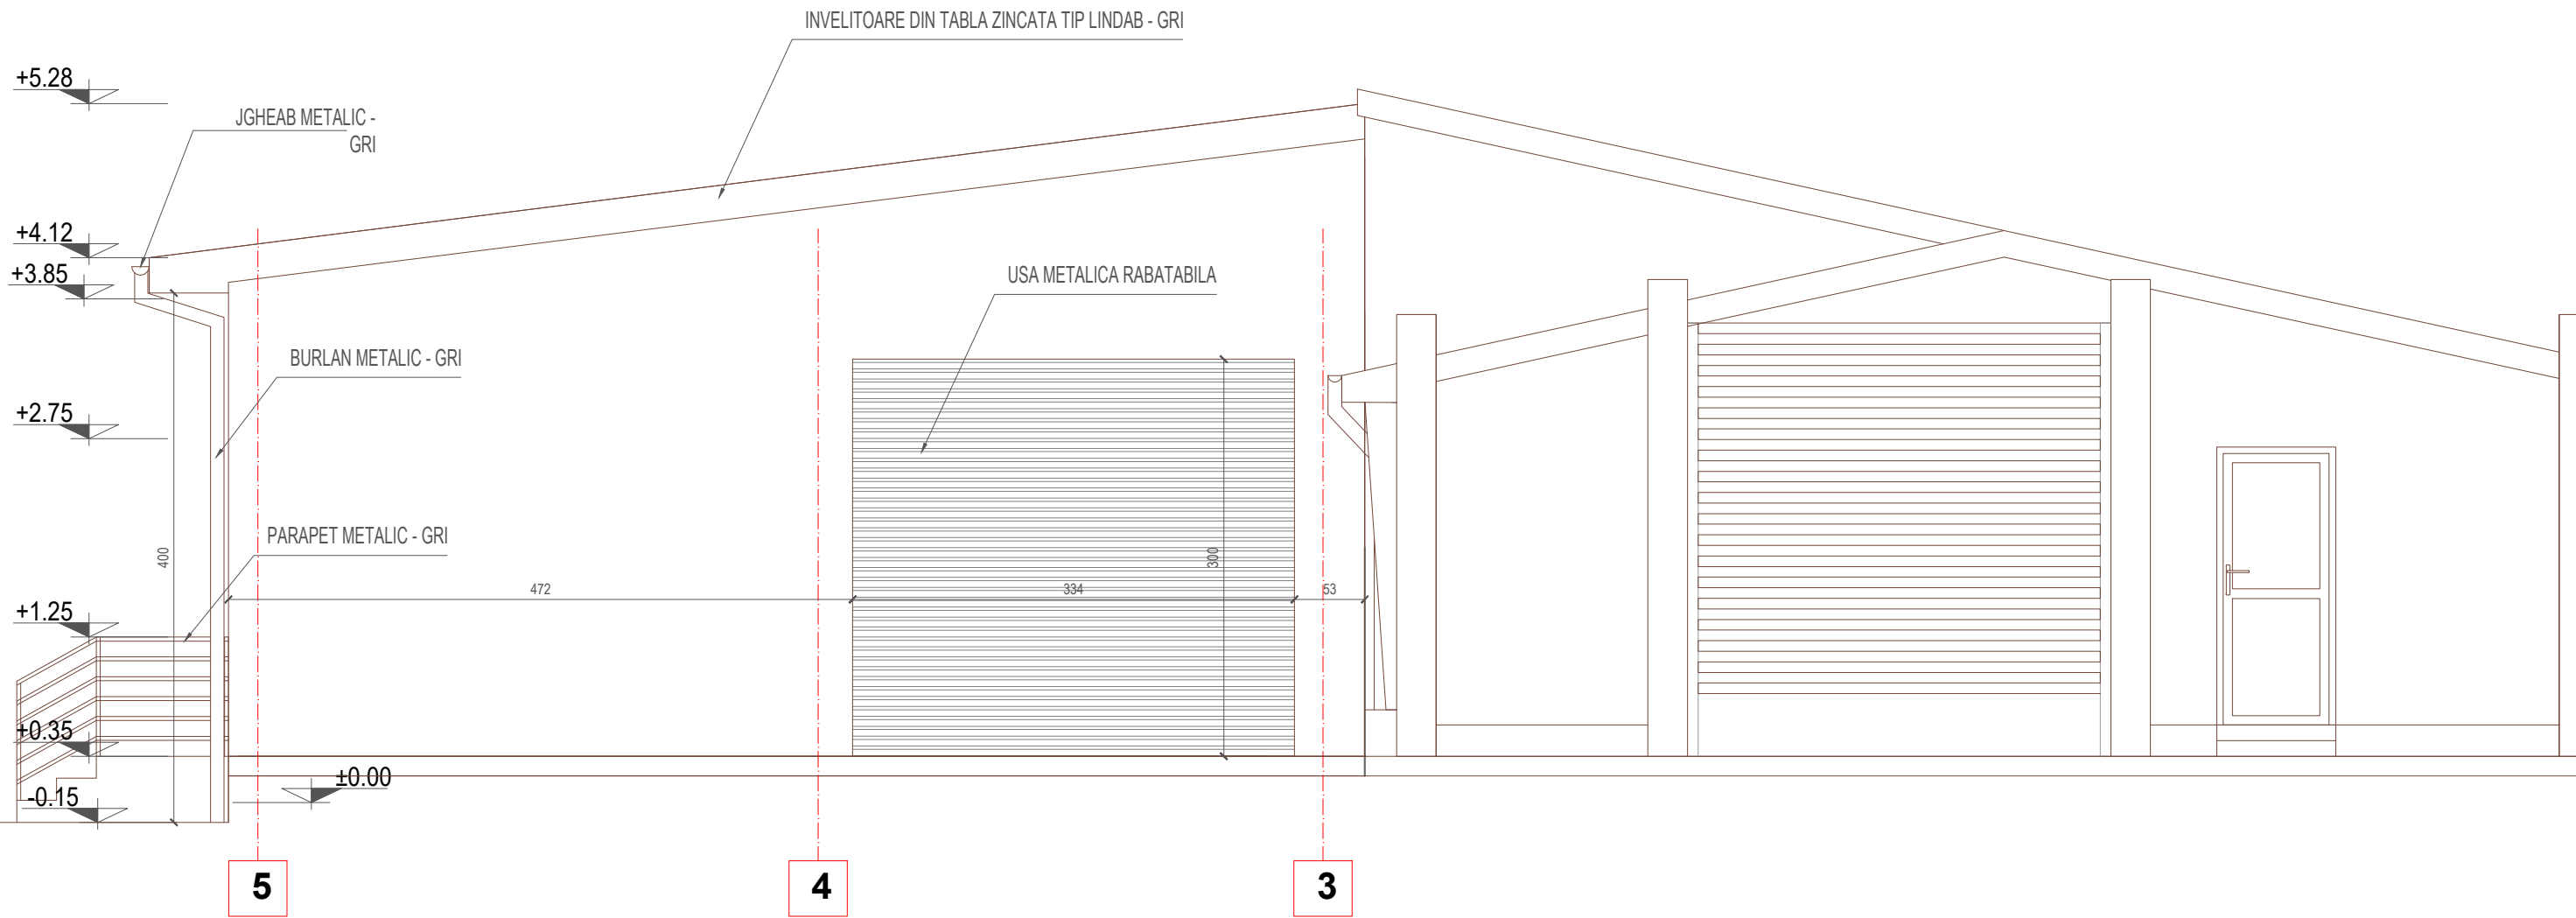 INVELITOARE DIN TABLA ZINCATA TIP LINDAB - GRI
+5.28
JGHEAB METALIC -
GRI
+4.12
+3.85
USA METALICA RABATABILA
BURLAN METALIC - GRI
+2.75
PARAPET METALIC - GRI
400
300
472
334
53
+1.25
+0.35
±0.00
-0.15
5
4
3